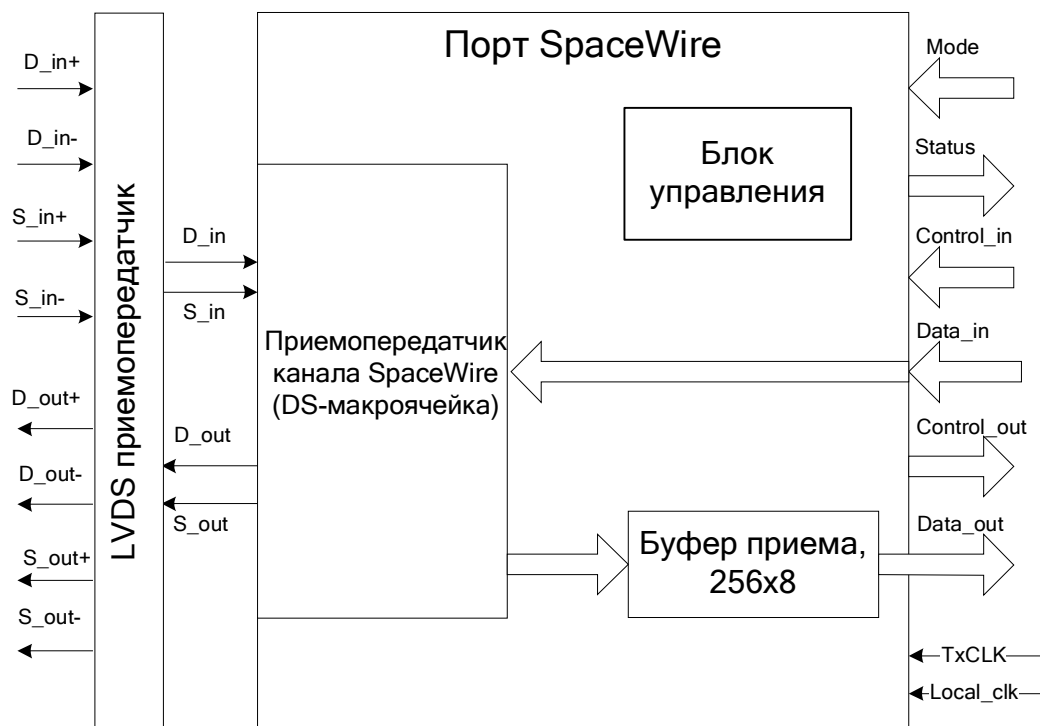 Порт SpaceWire
Mode
D_in+
D_in-
S_in+
S_in-
D_out+
D_out-
S_out+
S_out-
LVDS приемопередатчик
D_in
S_in
D_out
S_out
Приемопередатчик
канала SpaceWire
(DS-макроячейка)
Блок
управления
Буфер приема,
256x8
Status
Control_in
Data_in
Control_out
Data_out
TxCLK
Local_clk